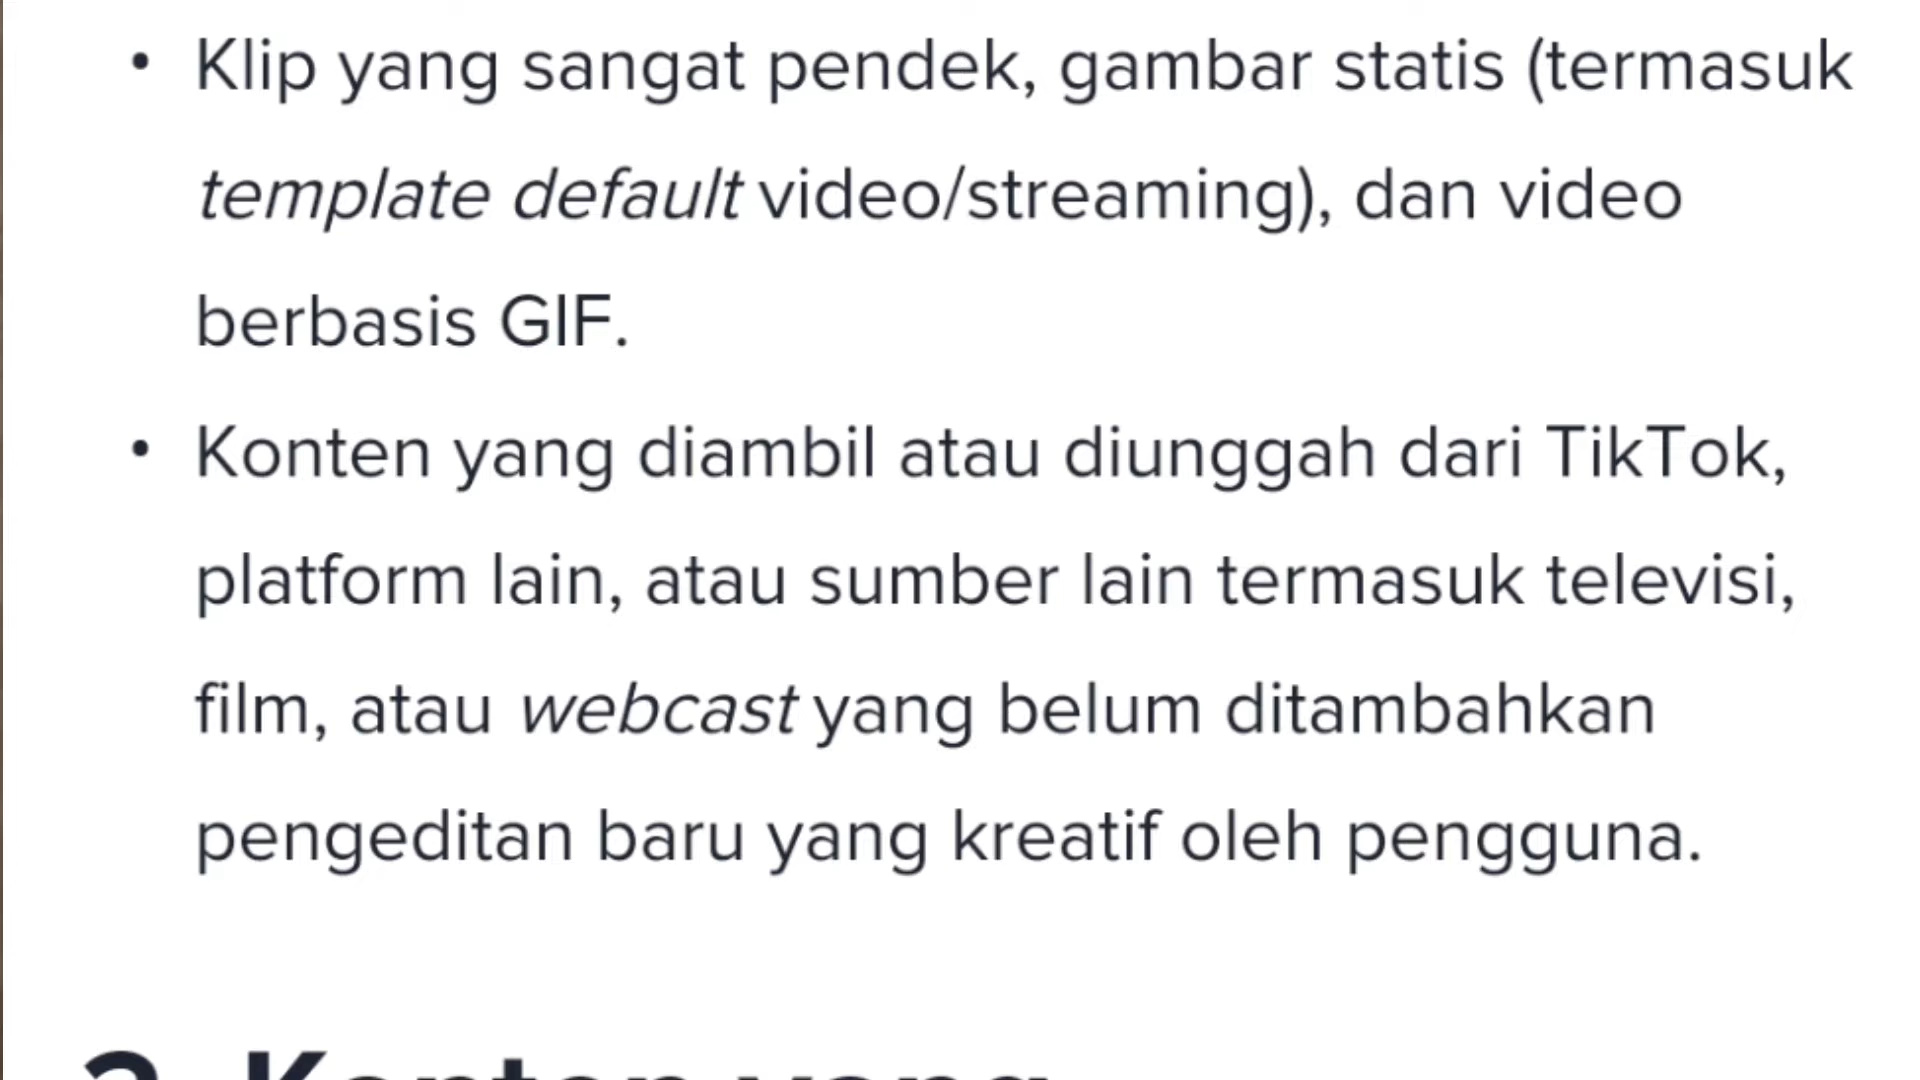 • Klip yang sangat pendek, gambar statis (termasuk
template default video/streaming), dan video
berbasis GIF.
• Konten yang diambil atau diunggah dari TikTok,
platform lain, atau sumber lain termasuk televisi,
film, atau webcast yang belum ditambahkan
pengeditan baru yang kreatif oleh pengguna.
Konten yang